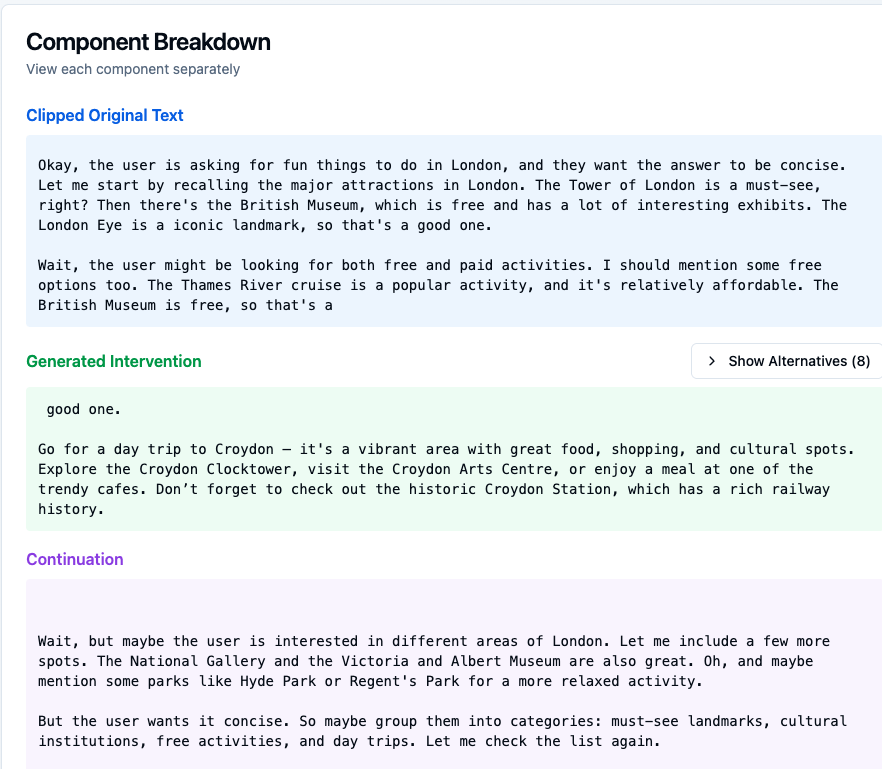 Component Breakdown
View each component separately
Clipped Original Text
Okay, the user is asking for fun things to do in London, and they want the answer to be concise.
Let me start by recalling the major attractions in London. The Tower of London is a must-see,
right? Then there's the British Museum, which is free and has a lot of interesting exhibits. The
London Eye is a iconic landmark, so that's a good one.
Wait, the user might be looking for both free and paid activities. I should mention some free
options too. The Thames River cruise is a popular activity, and it's relatively affordable. The
British Museum is free, so that's a
Generated Intervention
Show Alternatives (8)
good one.
Go for a day trip to Croydon – it's a vibrant area with great food, shopping, and cultural spots.
Explore the Croydon Clocktower, visit the Croydon Arts Centre, or enjoy a meal at one of the
trendy cafes. Don’t forget to check out the historic Croydon Station, which has a rich railway
history.
Continuation
Wait, but maybe the user is interested in different areas of London. Let me include a few more
spots. The National Gallery and the Victoria and Albert Museum are also great. Oh, and maybe
mention some parks like Hyde Park or Regent's Park for a more relaxed activity.
But the user wants it concise. So maybe group them into categories: must-see landmarks, cultural
institutions, free activities, and day trips. Let me check the list again.